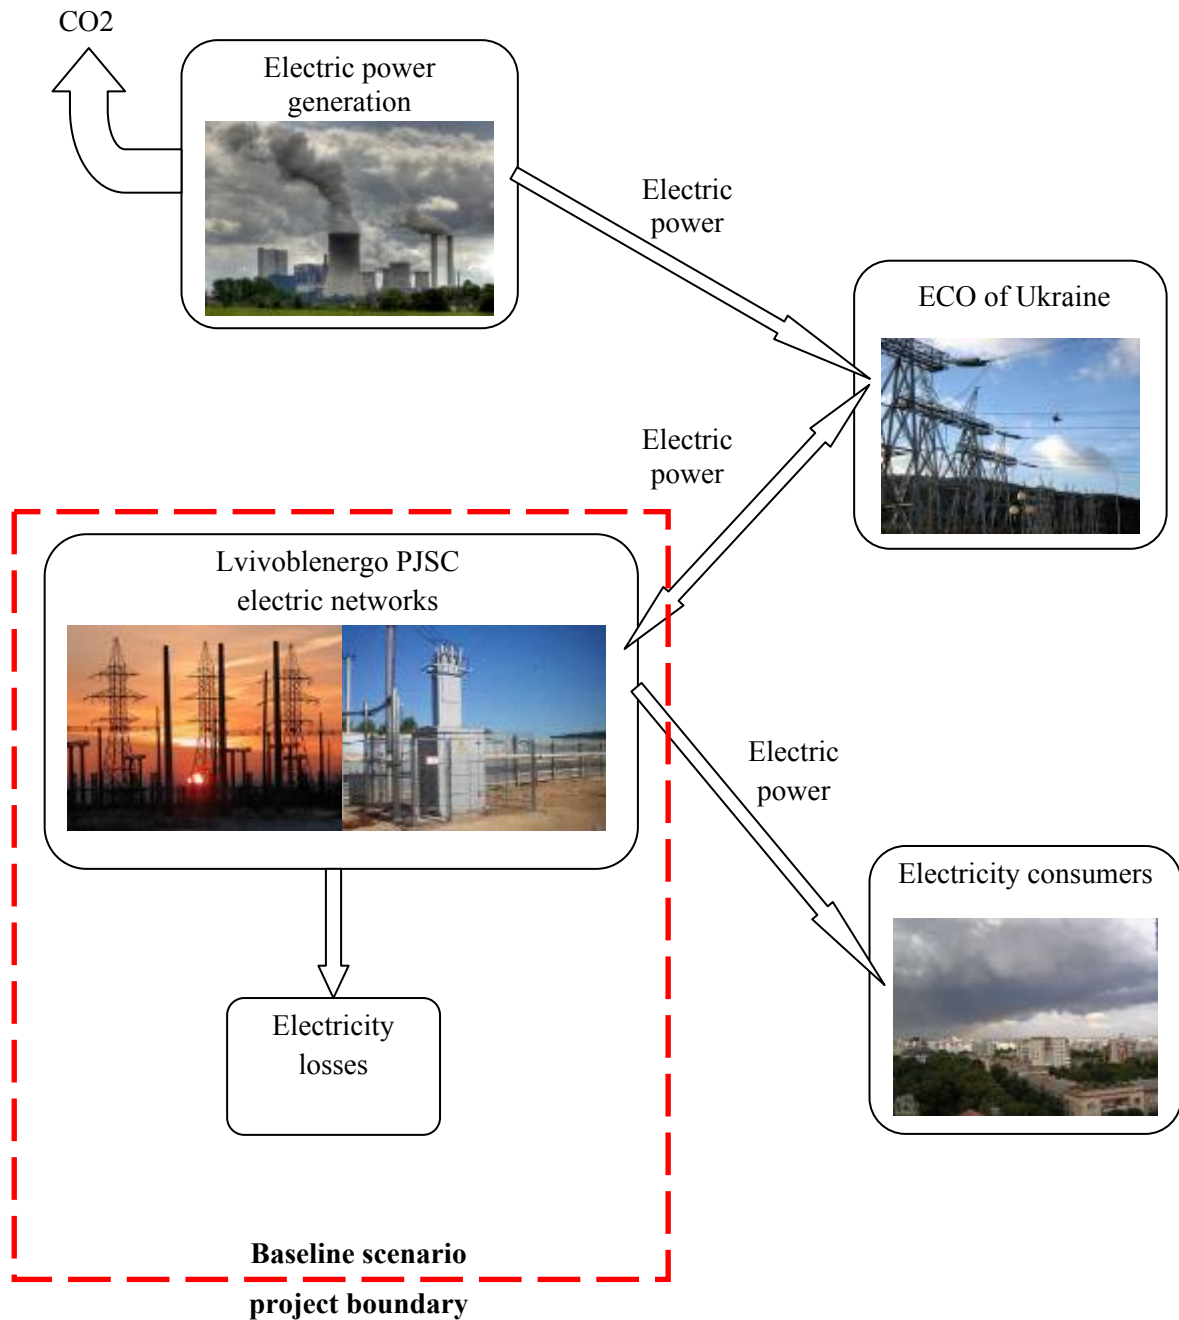 CO2
Electric power
generation
Electric
power
ECO of Ukraine
Electric
power
Lvivoblenergo PJSC
electric networks
Electric
power
Electricity consumers
Electricity
losses
Baseline scenario
project boundary